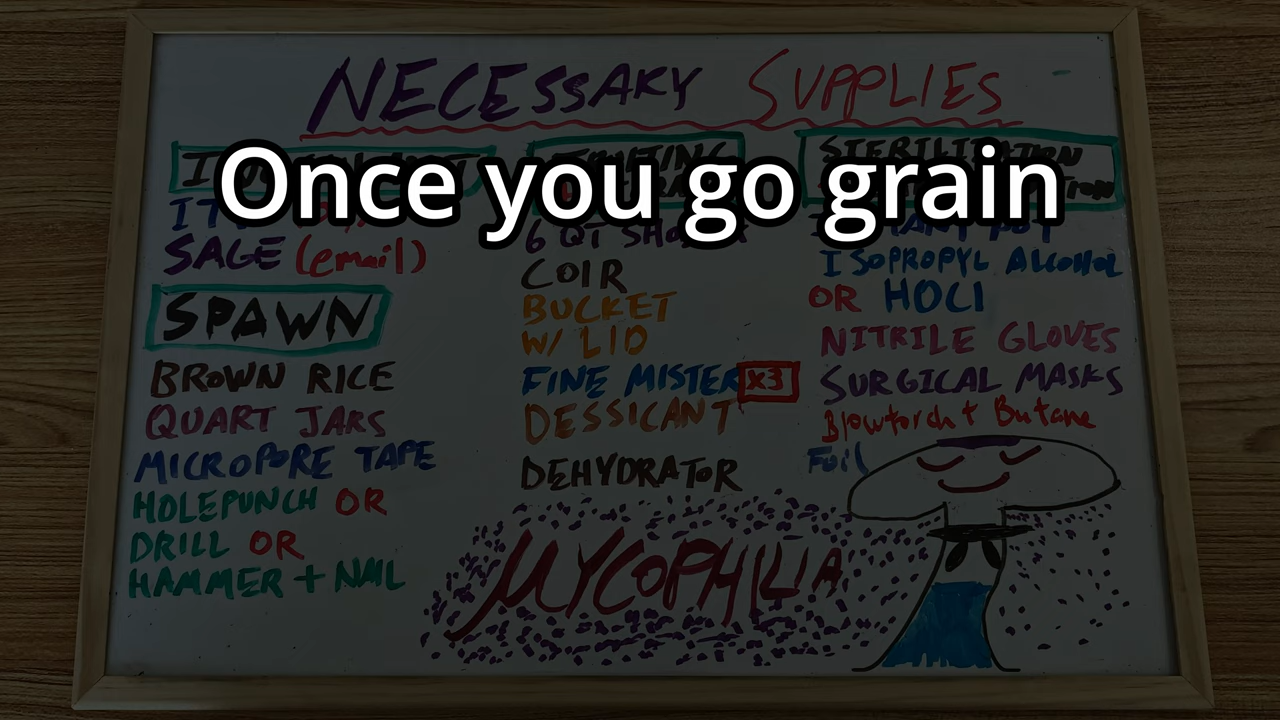 NECESSARY SUPPLIES
Once you go grain
SAGE (email)
SPAWN
BROWN RICE
QUART JARS
MICROPORE TAPE
HOLEPUNCH OR
DRILL OR
HAMMER + NAIL
6 QT
COIR
BUCKET
W/ LID
FINE MISTER x3
DESSICANT
DEHYDRATOR
STERILIZATION
ISOPROPYL ALCOHOL
OR HOCl
NITRILE GLOVES
SURGICAL MASKS
Blowtorch + Butane
Foil
MYCOPHILIA